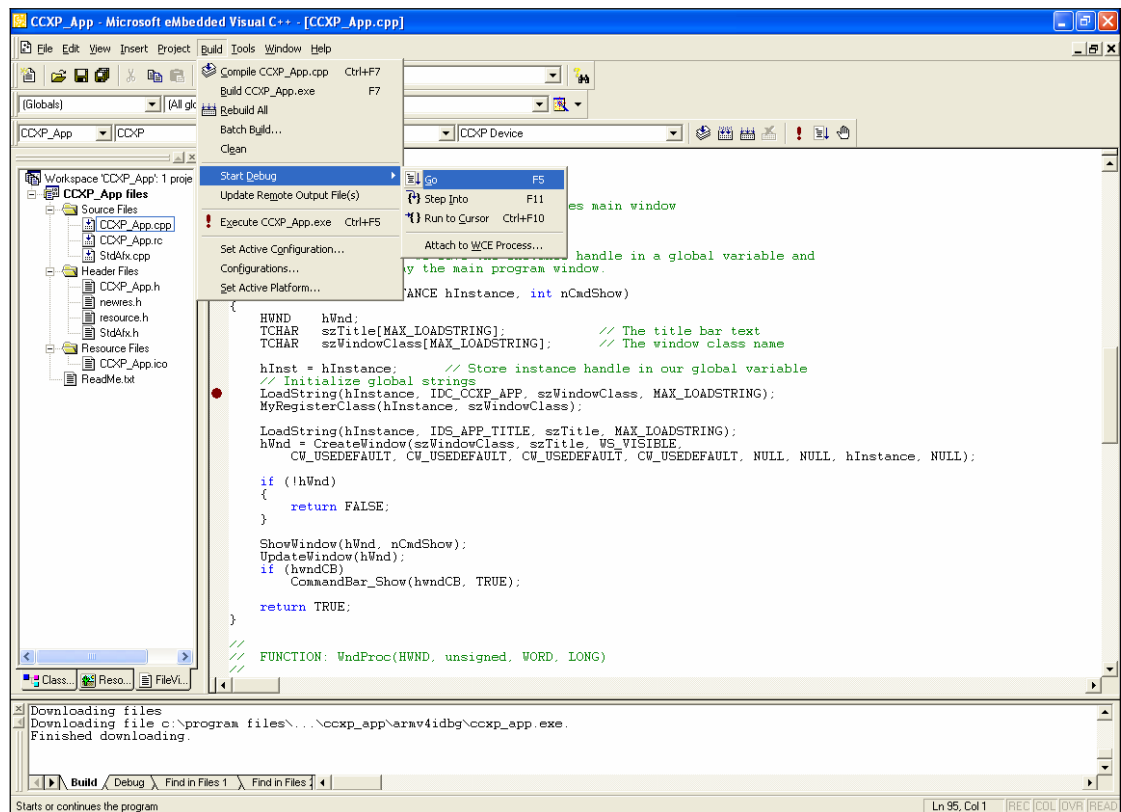 CCXP_App - Microsoft eMbedded Visual C++ - [CCXP_App.cpp]
File Edit View Insert Project Build Tools Window Help
(Globals)
(All glo
CCXP_App
CCXP
CCXP Device
Compile CCXP_App.cpp Ctrl+F7
Build CCXP_App.exe F7
Rebuild All
Batch Build...
Clean
Start Debug
Update Remote Output File(s)
Execute CCXP_App.exe Ctrl+F5
Set Active Configuration...
Configurations...
Set Active Platform...
Go F5
Step Into F11
Run to Cursor Ctrl+F10
Attach to WCE Process...
Workspace 'CCXP_App': 1 proje
CCXP_App files
Source Files
CCXP_App.cpp
CCXP_App.rc
StdAfx.cpp
Header Files
CCXP_App.h
newres.h
resource.h
StdAfx.h
Resource Files
CCXP_App.ico
ReadMe.txt
Class...
Reso...
FileVi...
es main window
handle in a global variable and
y the main program window.
TANCE hInstance, int nCmdShow)
{
HWND hWnd;
TCHAR szTitle[MAX_LOADSTRING]; // The title bar text
TCHAR szWindowClass[MAX_LOADSTRING]; // The window class name
hInst = hInstance; // Store instance handle in our global variable
// Initialize global strings
LoadString(hInstance, IDC_CCXP_APP, szWindowClass, MAX_LOADSTRING);
MyRegisterClass(hInstance, szWindowClass);
LoadString(hInstance, IDS_APP_TITLE, szTitle, MAX_LOADSTRING);
hWnd = CreateWindow(szWindowClass, szTitle, WS_VISIBLE,
CW_USEDEFAULT, CW_USEDEFAULT, CW_USEDEFAULT, CW_USEDEFAULT, NULL, NULL, hInstance, NULL);
if (!hWnd)
{
return FALSE;
}
ShowWindow(hWnd, nCmdShow);
UpdateWindow(hWnd);
if (hwndCB)
CommandBar_Show(hwndCB, TRUE);
return TRUE;
}
//
// FUNCTION: WndProc(HWND, unsigned, WORD, LONG)
//
Downloading files
Downloading file c:\program files\...\ccxp_app\armv4idbg\ccxp_app.exe.
Finished downloading.
Build Debug Find in Files 1 Find in Files
Starts or continues the program
Ln 95, Col 1 REC COL OVR READ